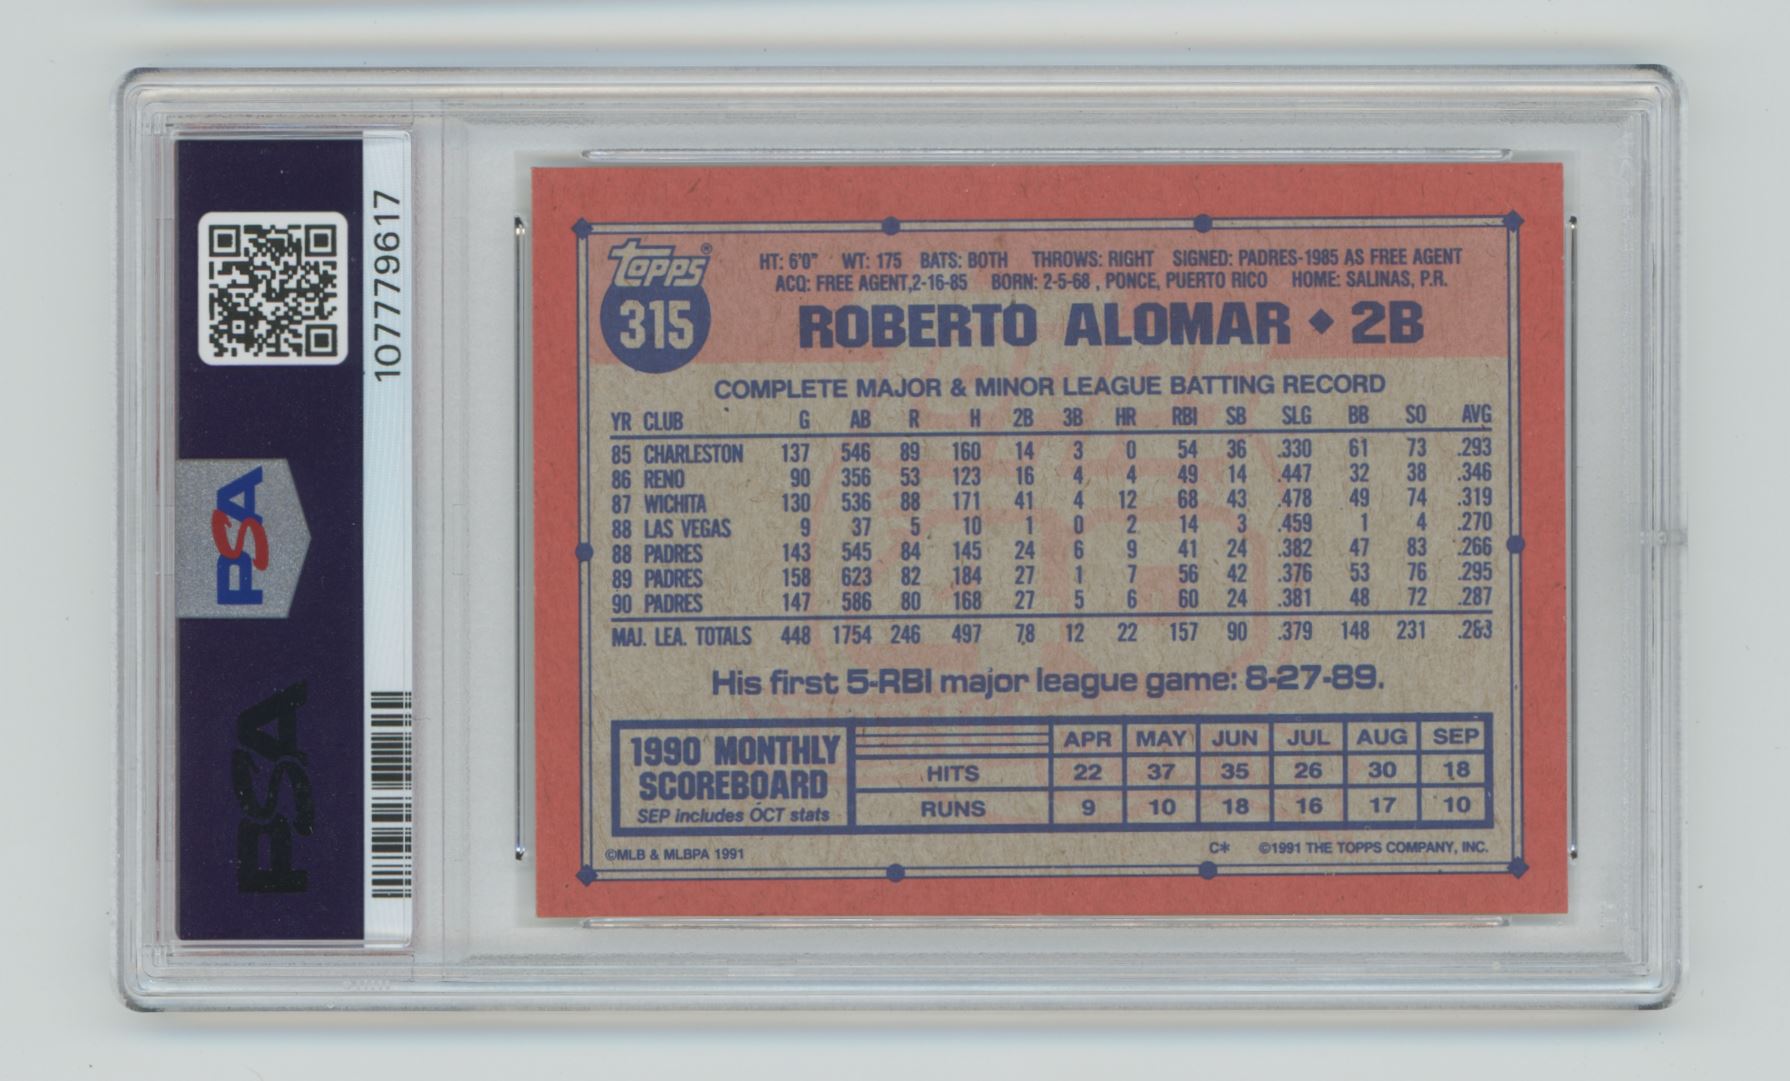 107779617
PSA
PSA
Topps®
315
HT: 6'0" WT: 175 BATS: BOTH THROWS: RIGHT SIGNED: PADRES-1985 AS FREE AGENT
ACQ: FREE AGENT,2-16-85 BORN: 2-5-68 , PONCE, PUERTO RICO HOME: SALINAS, P.R.
ROBERTO ALOMAR ◆ 2B
COMPLETE MAJOR & MINOR LEAGUE BATTING RECORD
YR CLUB G AB R H 2B 3B HR RBI SB SLG BB SO AVG
85 CHARLESTON 137 546 89 160 14 3 0 54 36 .330 61 73 .293
86 RENO 90 356 53 123 16 4 4 49 14 .447 32 38 .346
87 WICHITA 130 536 88 171 41 4 12 68 43 .478 49 74 .319
88 LAS VEGAS 9 37 5 10 1 0 2 14 3 .459 1 4 .270
88 PADRES 143 545 84 145 24 6 9 41 24 .382 47 83 .266
89 PADRES 158 623 82 184 27 1 7 56 42 .376 53 76 .295
90 PADRES 147 586 80 168 27 5 6 60 24 .381 48 72 .287
MAJ. LEA. TOTALS 448 1754 246 497 78 12 22 157 90 .379 148 231 .283
His first 5-RBI major league game: 8-27-89.
1990 MONTHLY
SCOREBOARD
SEP includes OCT stats
APR MAY JUN JUL AUG SEP
HITS 22 37 35 26 30 18
RUNS 9 10 18 16 17 10
©MLB & MLBPA 1991 C* ©1991 THE TOPPS COMPANY, INC.